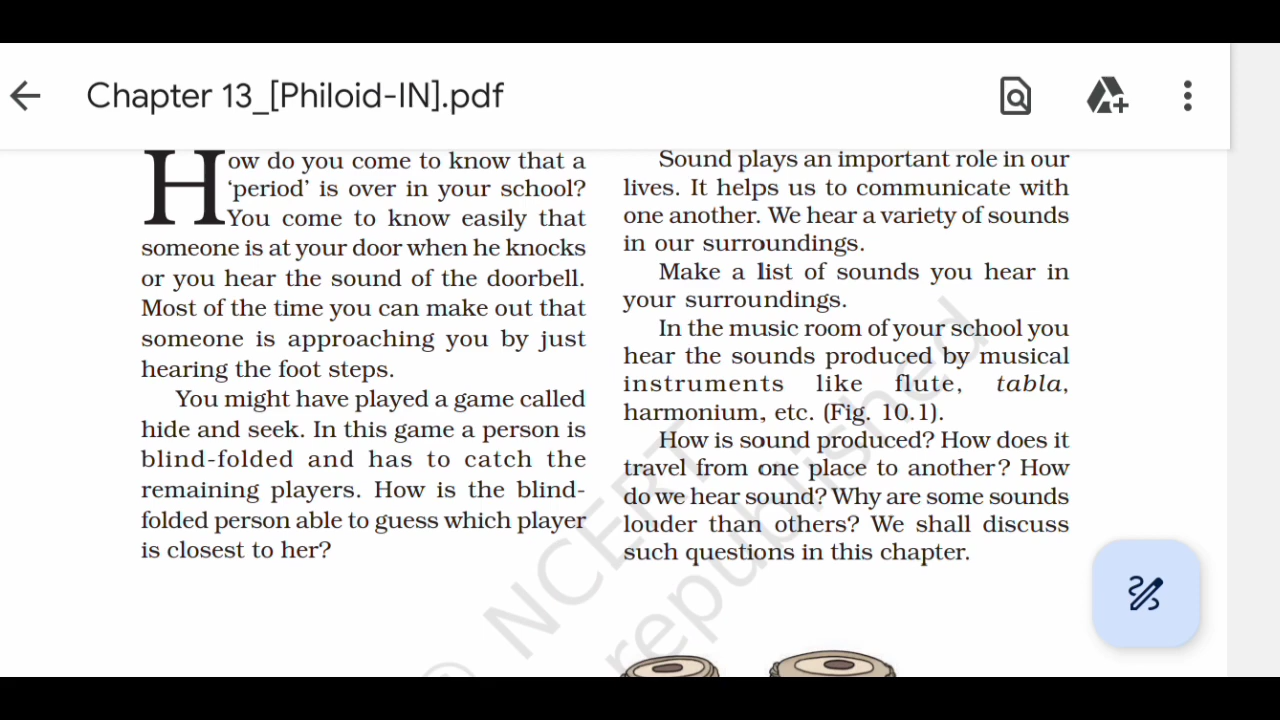 Chapter 13_[Philoid-IN].pdf
How do you come to know that a
‘period’ is over in your school?
You come to know easily that
someone is at your door when he knocks
or you hear the sound of the doorbell.
Most of the time you can make out that
someone is approaching you by just
hearing the foot steps.
You might have played a game called
hide and seek. In this game a person is
blind-folded and has to catch the
remaining players. How is the blind-
folded person able to guess which player
is closest to her?
Sound plays an important role in our
lives. It helps us to communicate with
one another. We hear a variety of sounds
in our surroundings.
Make a list of sounds you hear in
your surroundings.
In the music room of your school you
hear the sounds produced by musical
instruments like flute, tabla,
harmonium, etc. (Fig. 10.1).
How is sound produced? How does it
travel from one place to another? How
do we hear sound? Why are some sounds
louder than others? We shall discuss
such questions in this chapter.
© NCERT
republished